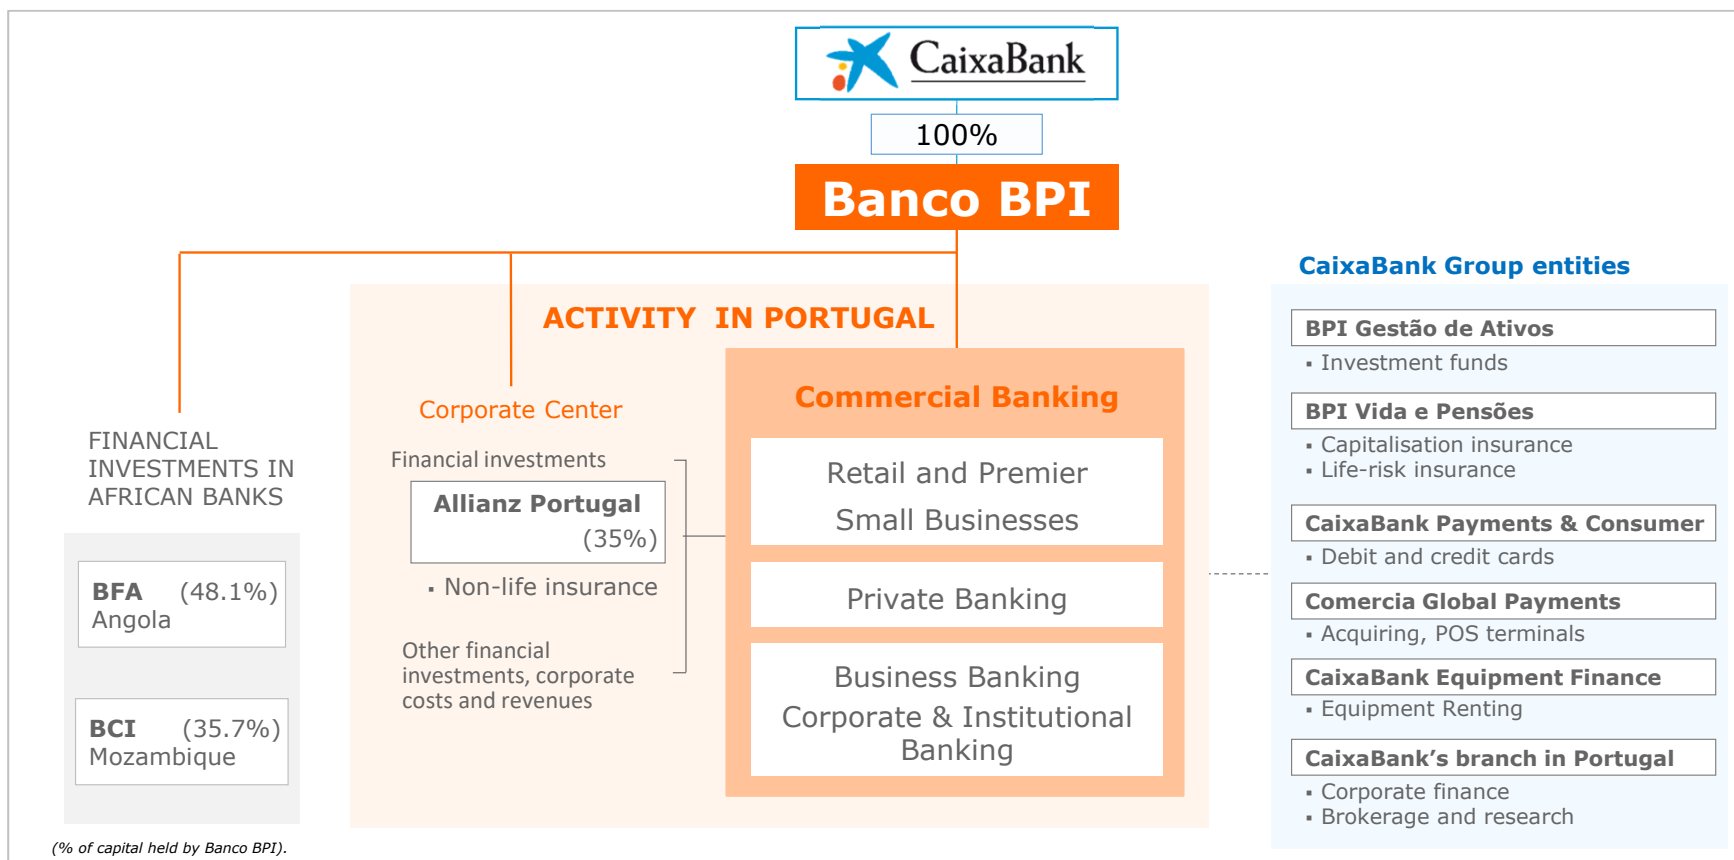 CaixaBank
100%
Banco BPI
CaixaBank Group entities
ACTIVITY IN PORTUGAL
FINANCIAL
INVESTMENTS IN
AFRICAN BANKS
BFA (48.1%)
Angola
BCI (35.7%)
Mozambique
Corporate Center
Financial investments
Allianz Portugal
(35%)
▪ Non-life insurance
Other financial
investments, corporate
costs and revenues
Commercial Banking
Retail and Premier
Small Businesses
Private Banking
Business Banking
Corporate & Institutional
Banking
BPI Gestão de Ativos
▪ Investment funds
BPI Vida e Pensões
▪ Capitalisation insurance
▪ Life-risk insurance
CaixaBank Payments & Consumer
▪ Debit and credit cards
Comercia Global Payments
▪ Acquiring, POS terminals
CaixaBank Equipment Finance
▪ Equipment Renting
CaixaBank’s branch in Portugal
▪ Corporate finance
▪ Brokerage and research
(% of capital held by Banco BPI).